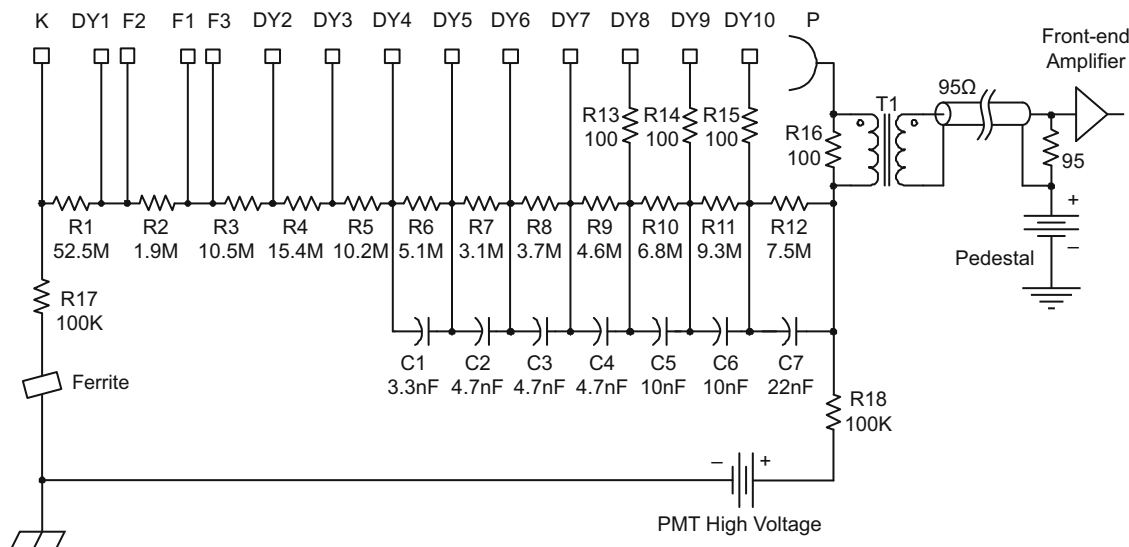 K DY1 F2 F1 F3 DY2 DY3 DY4 DY5 DY6 DY7 DY8 DY9 DY10 P
Front-end
Amplifier
95Ω
T1
R13
100
R14
100
R15
100
R16
100
95
R1
52.5M
R2
1.9M
R3
10.5M
R4
15.4M
R5
10.2M
R6
5.1M
R7
3.1M
R8
3.7M
R9
4.6M
R10
6.8M
R11
9.3M
R12
7.5M
+
–
Pedestal
R17
100K
C1
3.3nF
C2
4.7nF
C3
4.7nF
C4
4.7nF
C5
10nF
C6
10nF
C7
22nF
Ferrite
R18
100K
– +
PMT High Voltage